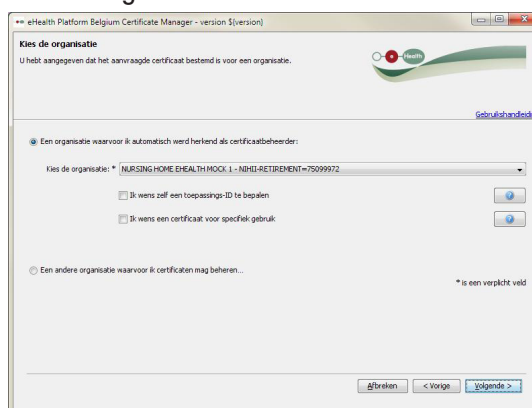 eHealth Platform Belgium Certificate Manager - version ${version}
Kies de organisatie
U hebt aangegeven dat het aanvraagde certificaat bestemd is voor een organisatie.
e Health
Gebruikshandleidi
Een organisatie waarvoor ik automatisch werd herkend als certificaatbeheerder:
Kies de organisatie: * NURSING HOME EHEALTH MOCK 1 - NIHII-RETIREMENT=75099972
Ik wens zelf een toepassings-ID te bepalen ?
Ik wens een certificaat voor specifiek gebruik ?
Een andere organisatie waarvoor ik certificaten mag beheren...
* is een verplicht veld
Afbreken < Vorige Volgende >